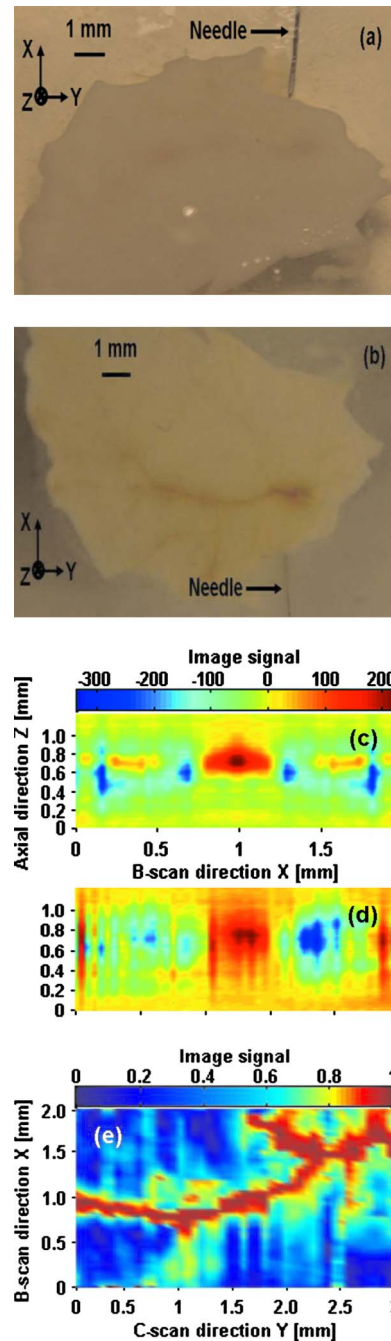 1 mm
Needle
(a)
X
Z
Y
1 mm
(b)
X
Z
Y
Needle
Image signal
-300 -200 -100 0 100 200
Axial direction Z [mm]
1.0
0.8
0.6
0.4
0.2
0
(c)
0 0.5 1 1.5
B-scan direction X [mm]
1.0
0.8
0.6
0.4
0.2
0
(d)
Image signal
0 0.2 0.4 0.6 0.8
B-scan direction X [mm]
2.0
1.5
1.0
0.5
0
(e)
0 0.5 1 1.5 2.0 2.5
C-scan direction Y [mm]